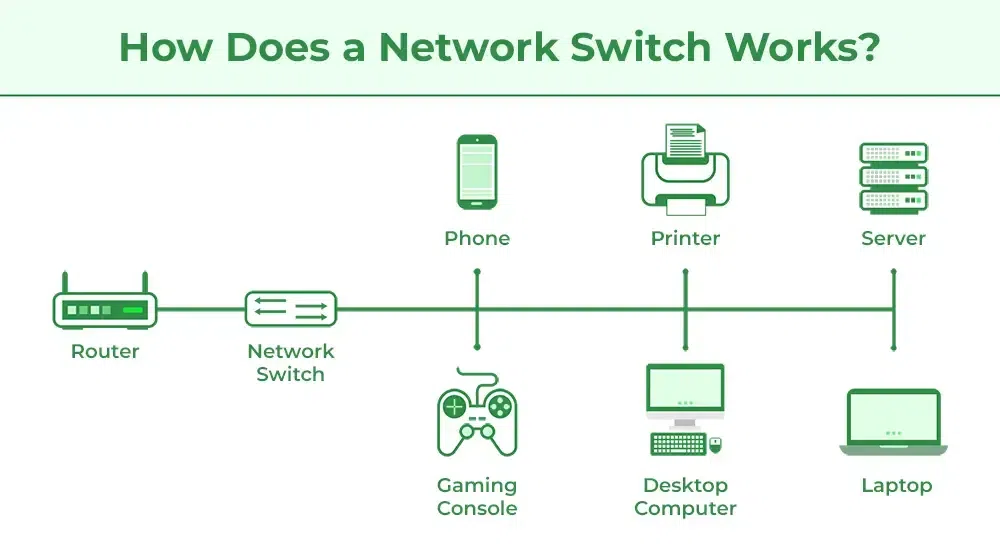 How Does a Network Switch Works?
Phone
Printer
Server
Router
Network
Switch
Gaming
Console
Desktop
Computer
Laptop